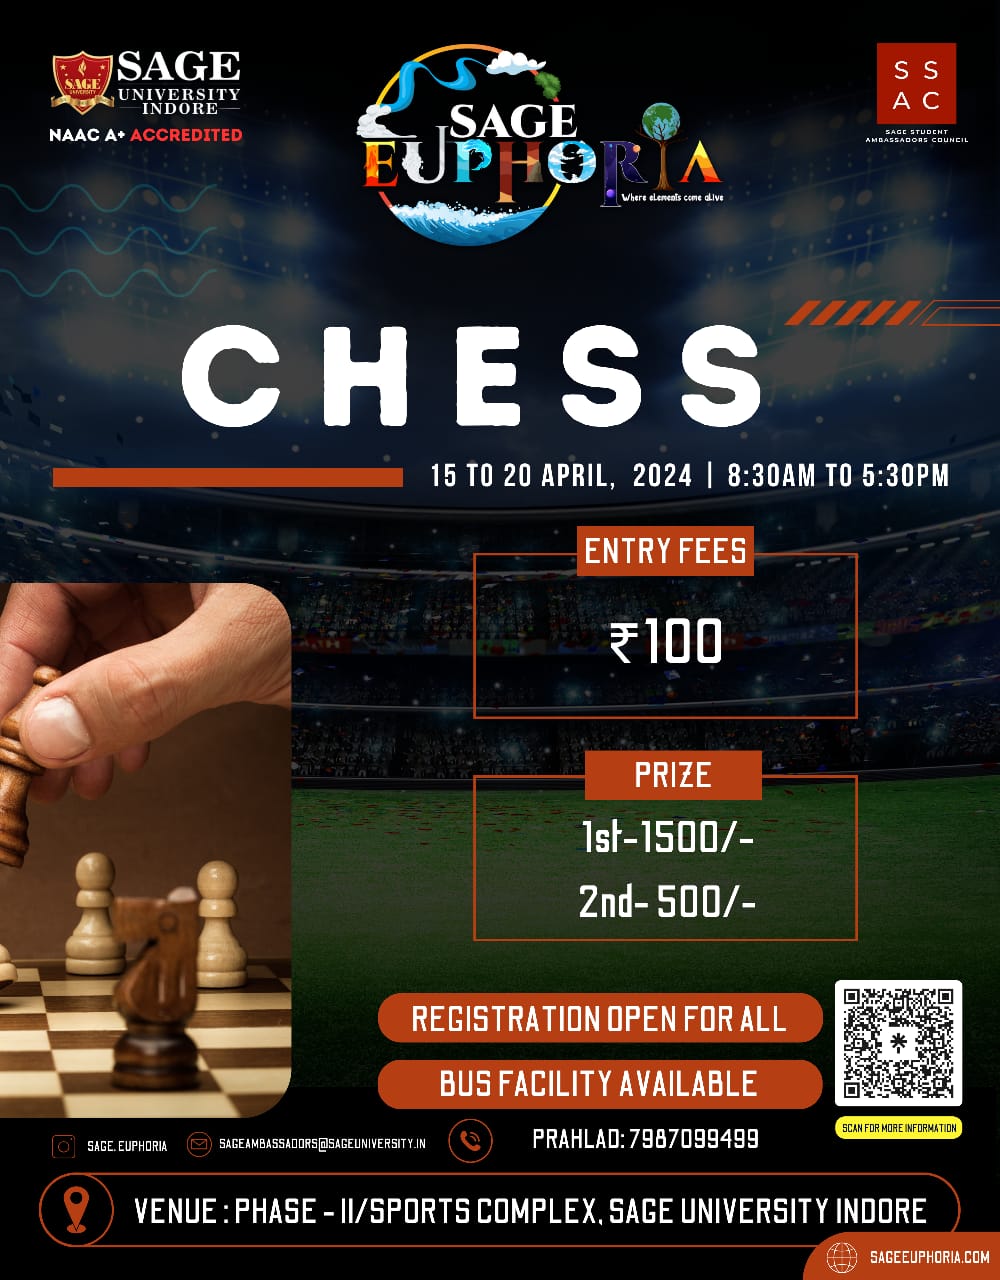 SAGE
UNIVERSITY
INDORE
NAAC A+ ACCREDITED
SAGE
UNIVERSITY
SAGE
EUPHORIA
Where elements come alive
S S
A C
SAGE STUDENT
AMBASSADORS COUNCIL
CHESS
15 TO 20 APRIL, 2024 | 8:30AM TO 5:30PM
ENTRY FEES
₹100
PRIZE
1st-1500/-
2nd- 500/-
REGISTRATION OPEN FOR ALL
BUS FACILITY AVAILABLE
SCAN FOR MORE INFORMATION
SAGE. EUPHORIA
SAGEAMBASSADORS@SAGEUNIVERSITY.IN
PRAHLAD: 7987099499
VENUE : PHASE - II/SPORTS COMPLEX, SAGE UNIVERSITY INDORE
SAGEEUPHORIA.COM